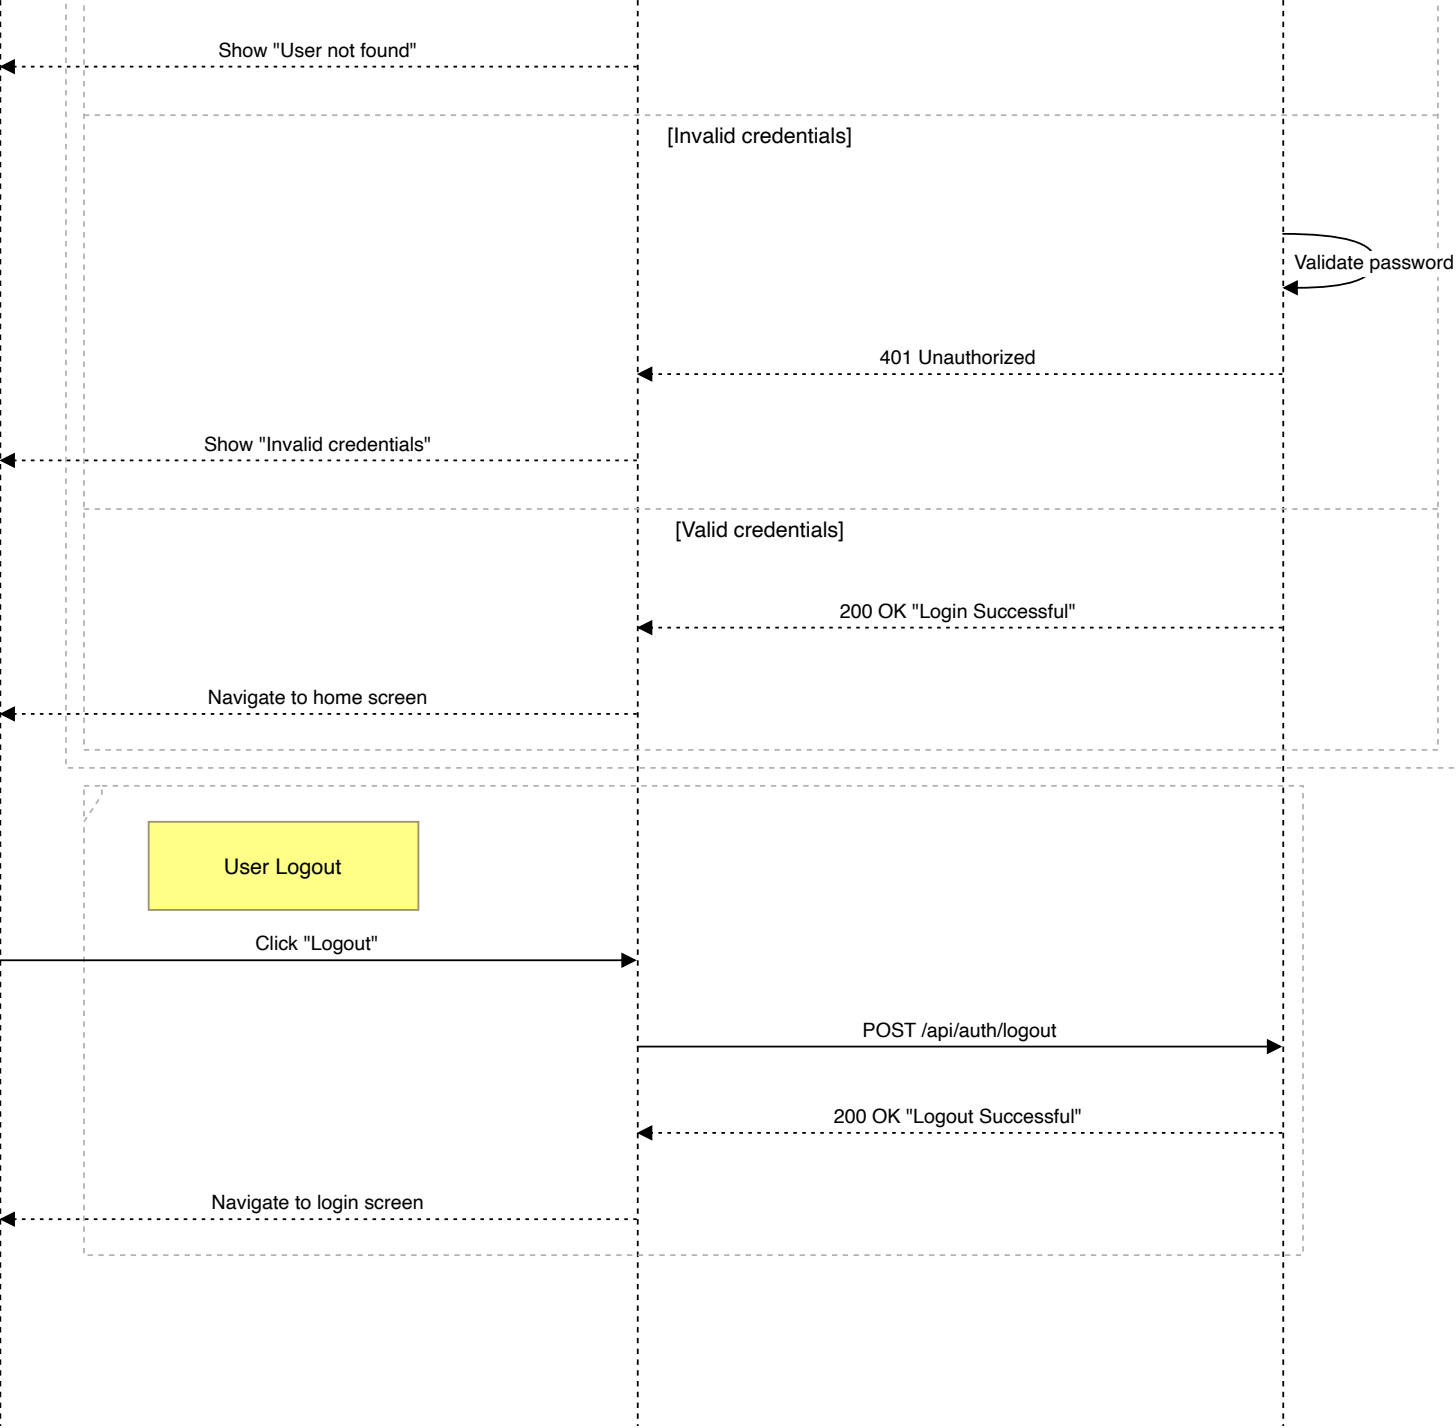 Show "User not found"
[Invalid credentials]
Validate password
401 Unauthorized
Show "Invalid credentials"
[Valid credentials]
200 OK "Login Successful"
Navigate to home screen
User Logout
Click "Logout"
POST /api/auth/logout
200 OK "Logout Successful"
Navigate to login screen